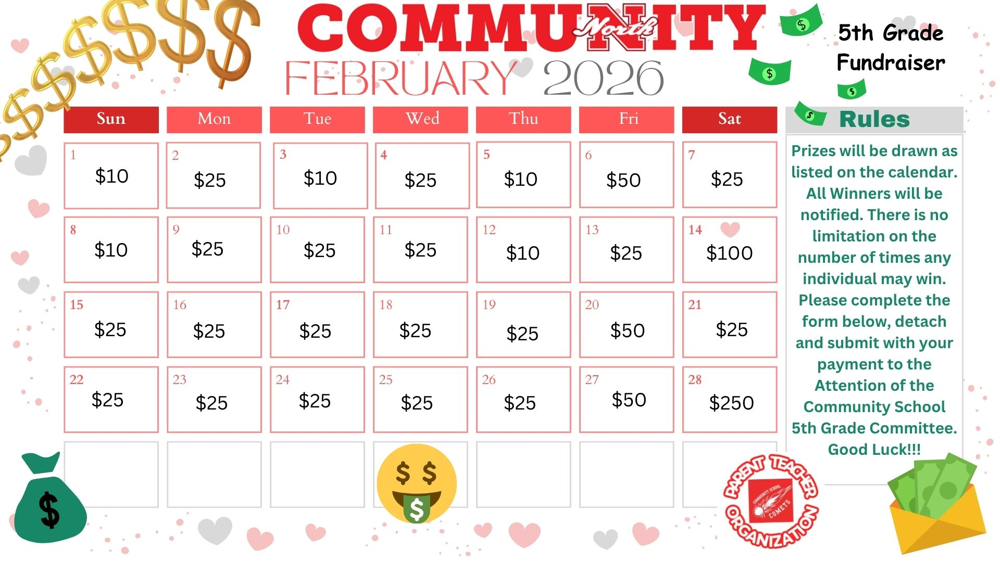 COMMUNITY
North
FEBRUARY 2026
5th Grade
Fundraiser
Sun Mon Tue Wed Thu Fri Sat
1 2 3 4 5 6 7
$10 $25 $10 $25 $10 $50 $25
8 9 10 11 12 13 14
$10 $25 $25 $25 $10 $25 $100
15 16 17 18 19 20 21
$25 $25 $25 $25 $25 $50 $25
22 23 24 25 26 27 28
$25 $25 $25 $25 $25 $50 $250
Rules
Prizes will be drawn as
listed on the calendar.
All Winners will be
notified. There is no
limitation on the
number of times any
individual may win.
Please complete the
form below, detach
and submit with your
payment to the
Attention of the
Community School
5th Grade Committee.
Good Luck!!!
PARENT TEACHER
ORGANIZATION
COMMUNITY SCHOOL
COMETS